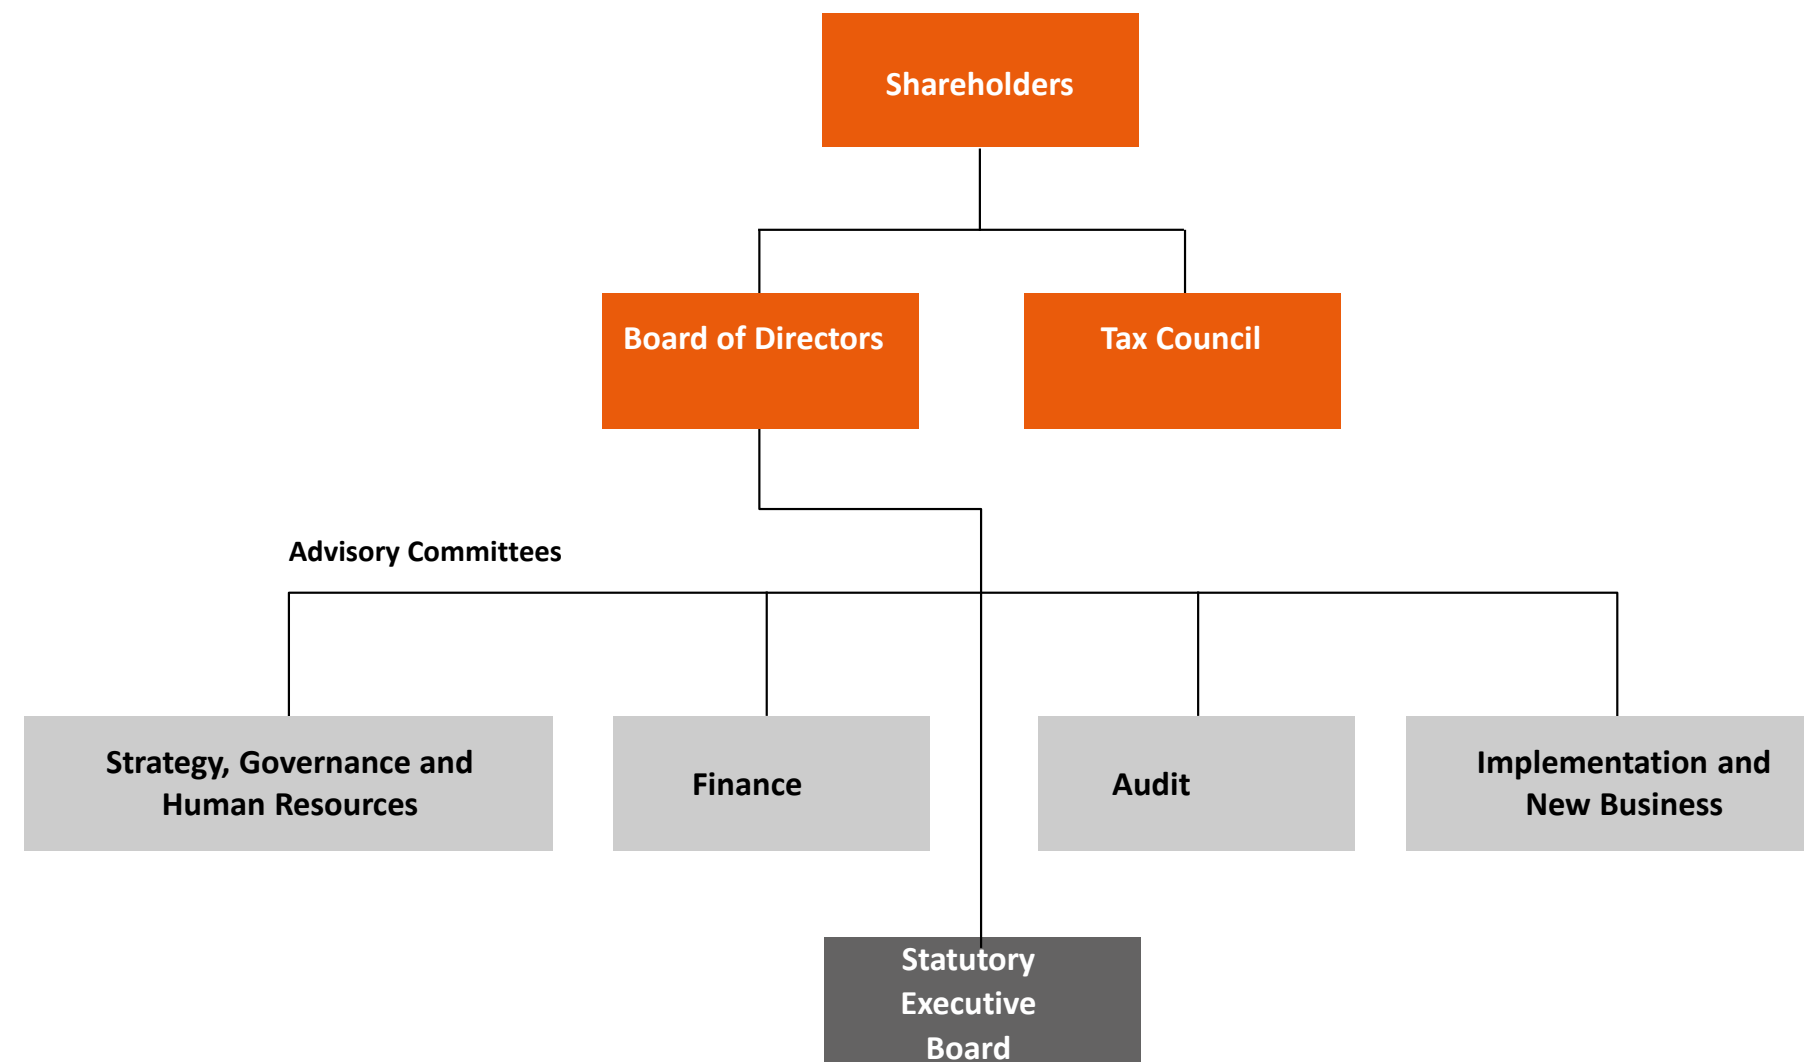 Shareholders
Board of Directors
Tax Council
Advisory Committees
Strategy, Governance and
Human Resources
Finance
Audit
Implementation and
New Business
Statutory
Executive
Board